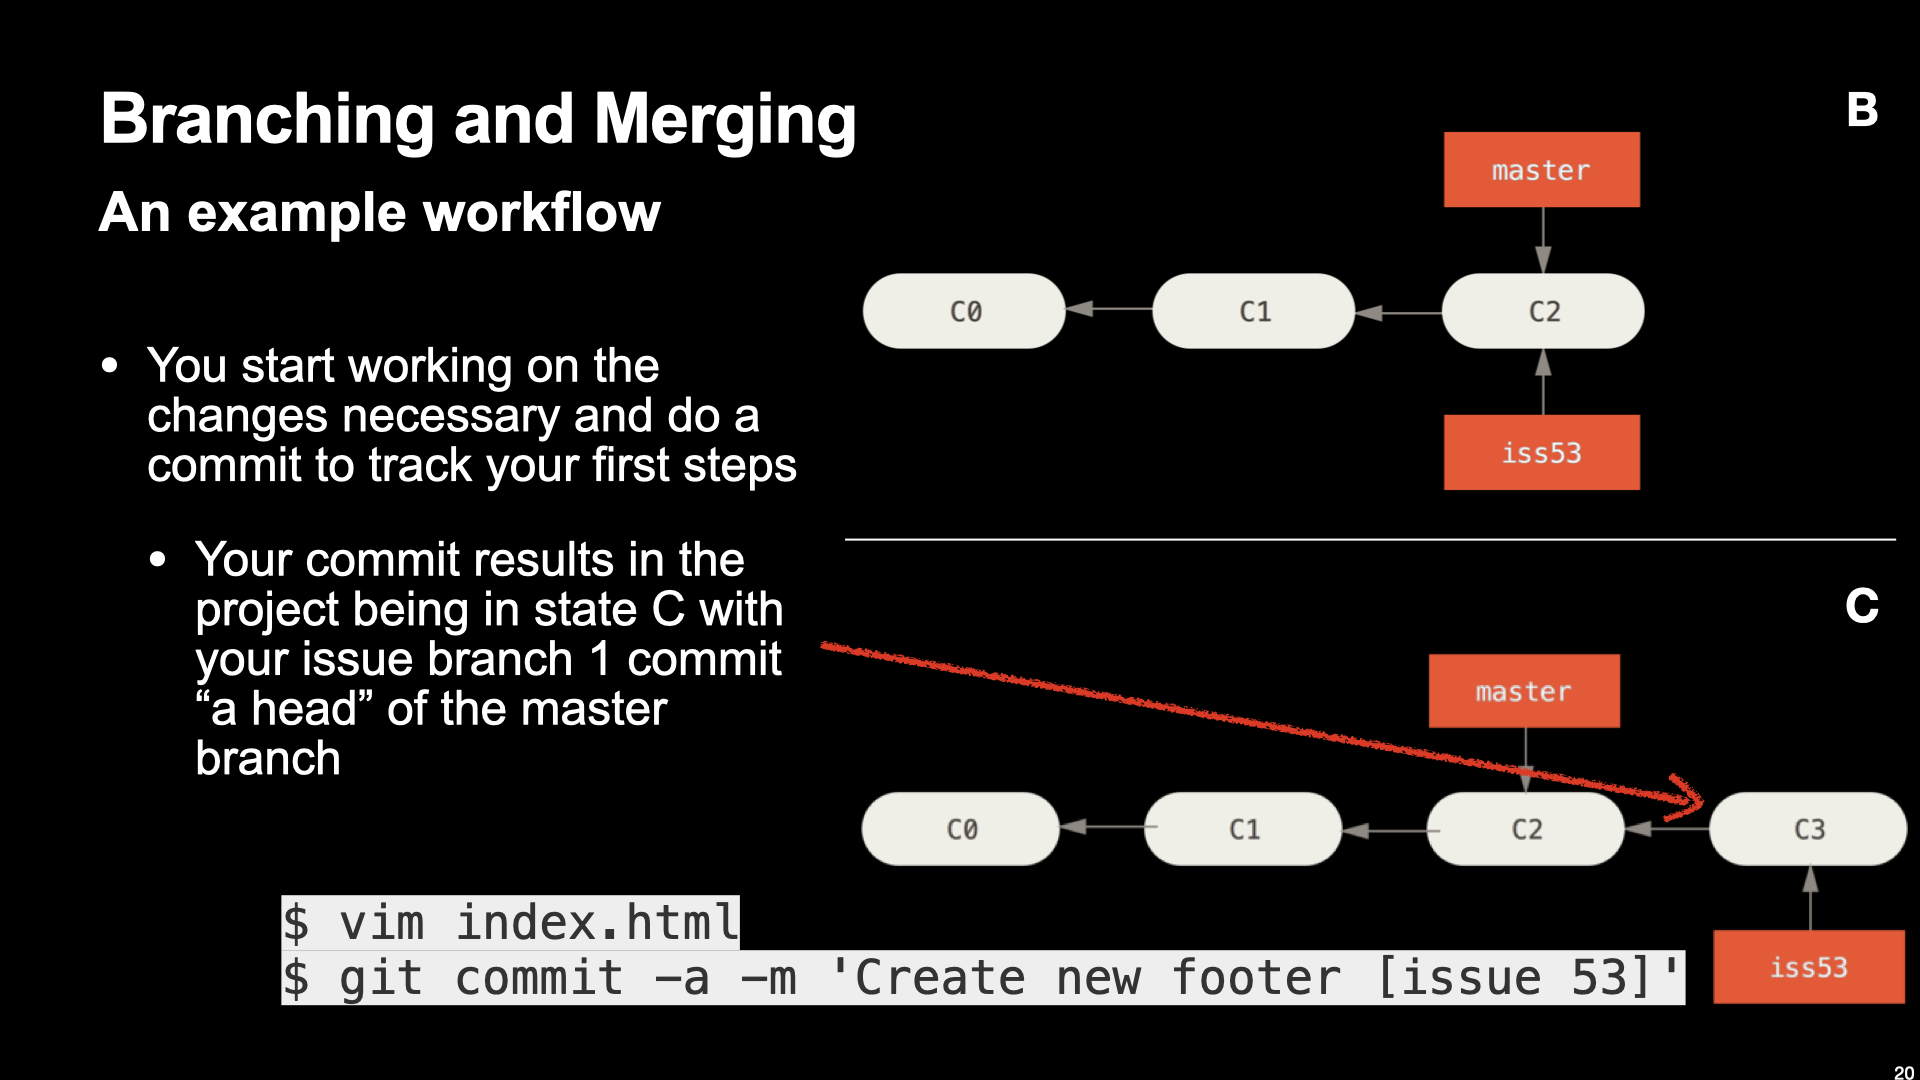 Branching and Merging
An example workflow
• You start working on the
changes necessary and do a
commit to track your first steps
• Your commit results in the
project being in state C with
your issue branch 1 commit
“a head” of the master
branch
B
master
C0
C1
C2
iss53
C
master
C0
C1
C2
C3
iss53
$ vim index.html
$ git commit –a –m 'Create new footer [issue 53]'
20